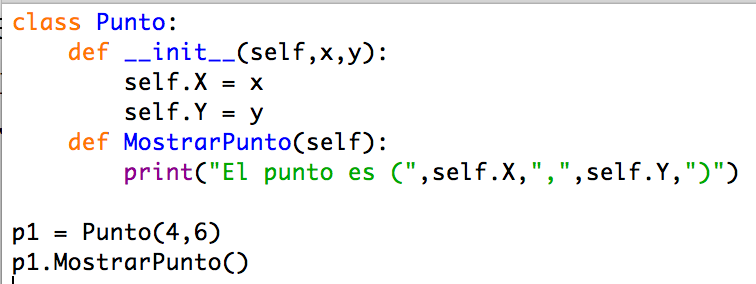 class Punto:
    def __init__(self,x,y):
        self.X = x
        self.Y = y
    def MostrarPunto(self):
        print("El punto es (",self.X,",",self.Y,")")

p1 = Punto(4,6)
p1.MostrarPunto()